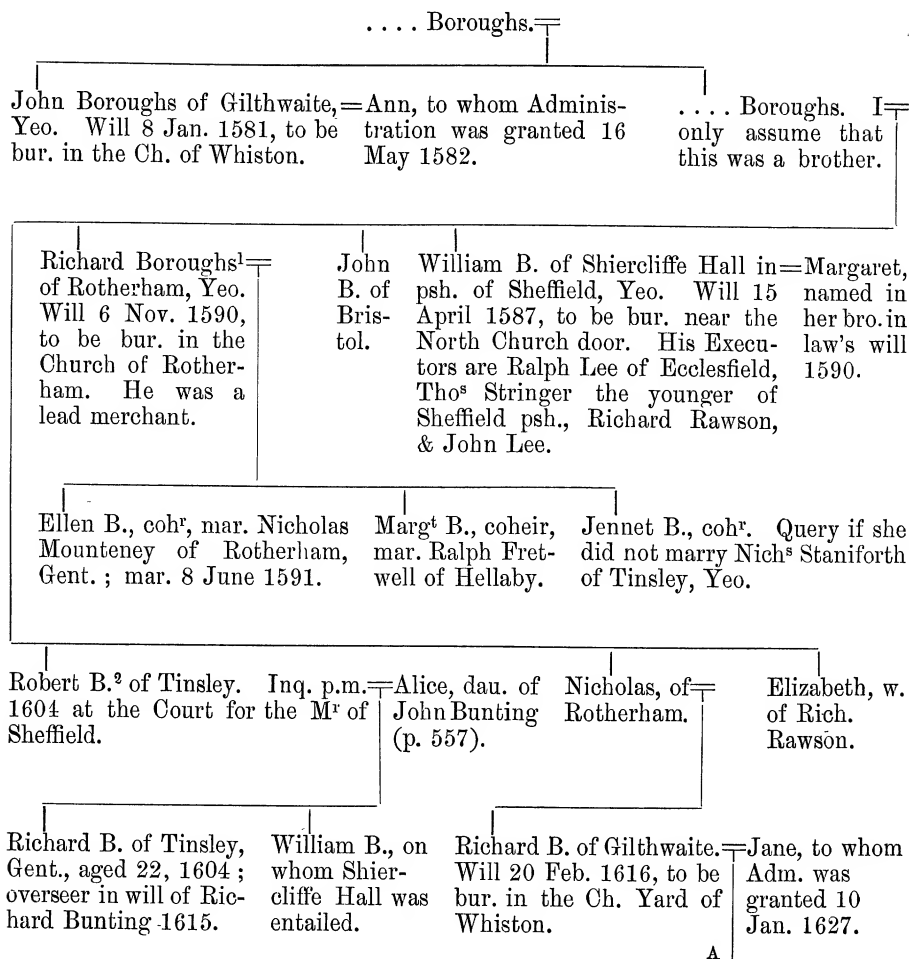 .... Boroughs.
John Boroughs of Gilthwaite,
Yeo. Will 8 Jan. 1581, to be
bur. in the Ch. of Whiston.
=Ann, to whom Adminis-
tration was granted 16
May 1582.
.... Boroughs. I
only assume that
this was a brother.
Richard Boroughs¹
of Rotherham, Yeo.
Will 6 Nov. 1590,
to be bur. in the
Church of Rother-
ham. He was a
lead merchant.
John
B. of
Bris-
tol.
William B. of Shiercliffe Hall in
psh. of Sheffield, Yeo. Will 15
April 1587, to be bur. near the
North Church door. His Execu-
tors are Ralph Lee of Ecclesfield,
Thoˢ Stringer the younger of
Sheffield psh., Richard Rawson,
& John Lee.
=Margaret,
named in
her bro. in
law's will
1590.
Ellen B., cohʳ, mar. Nicholas
Mounteney of Rotherham,
Gent.; mar. 8 June 1591.
Margᵗ B., coheir,
mar. Ralph Fret-
well of Hellaby.
Jennet B., cohʳ. Query if she
did not marry Nichˢ Staniforth
of Tinsley, Yeo.
Robert B.² of Tinsley. Inq. p.m.
1604 at the Court for the Mʳ of
Sheffield.
Alice, dau. of
John Bunting
(p. 557).
Nicholas, of
Rotherham.
Elizabeth, w.
of Rich.
Rawson.
Richard B. of Tinsley,
Gent., aged 22, 1604;
overseer in will of Ric-
hard Bunting 1615.
William B., on
whom Shier-
cliffe Hall was
entailed.
Richard B. of Gilthwaite.
Will 20 Feb. 1616, to be
bur. in the Ch. Yard of
Whiston.
Jane, to whom
Adm. was
granted 10
Jan. 1627.
A